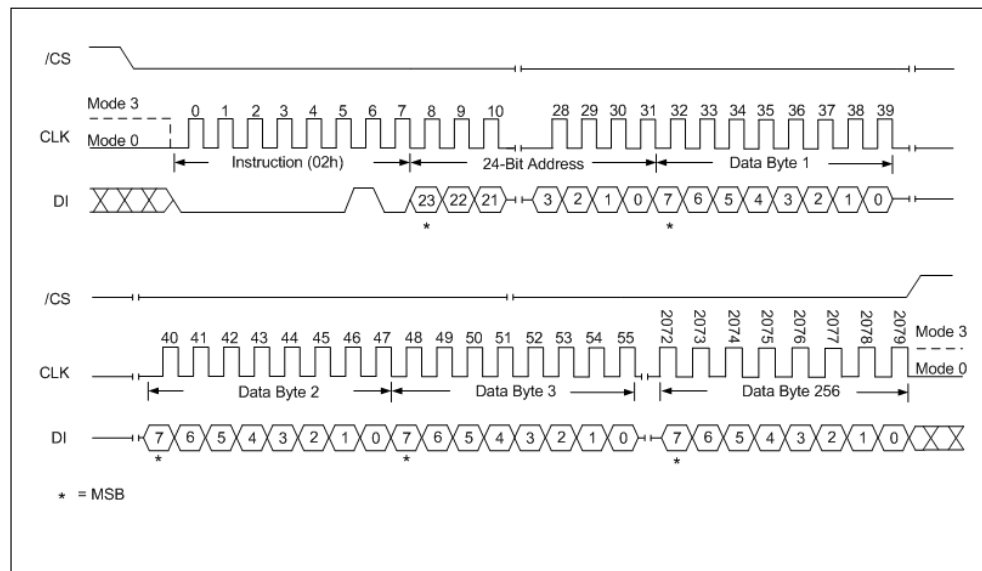 /CS
Mode 3
0 1 2 3 4 5 6 7 8 9 10 28 29 30 31 32 33 34 35 36 37 38 39
CLK
Mode 0
Instruction (02h) 24-Bit Address Data Byte 1
DI 23 22 21 3 2 1 0 7 6 5 4 3 2 1 0
* *
/CS
40 41 42 43 44 45 46 47 48 49 50 51 52 53 54 55 2072 2073 2074 2075 2076 2077 2078 2079
Mode 3
CLK Mode 0
Data Byte 2 Data Byte 3 Data Byte 256
DI 7 6 5 4 3 2 1 0 7 6 5 4 3 2 1 0 7 6 5 4 3 2 1 0
* * *
* = MSB